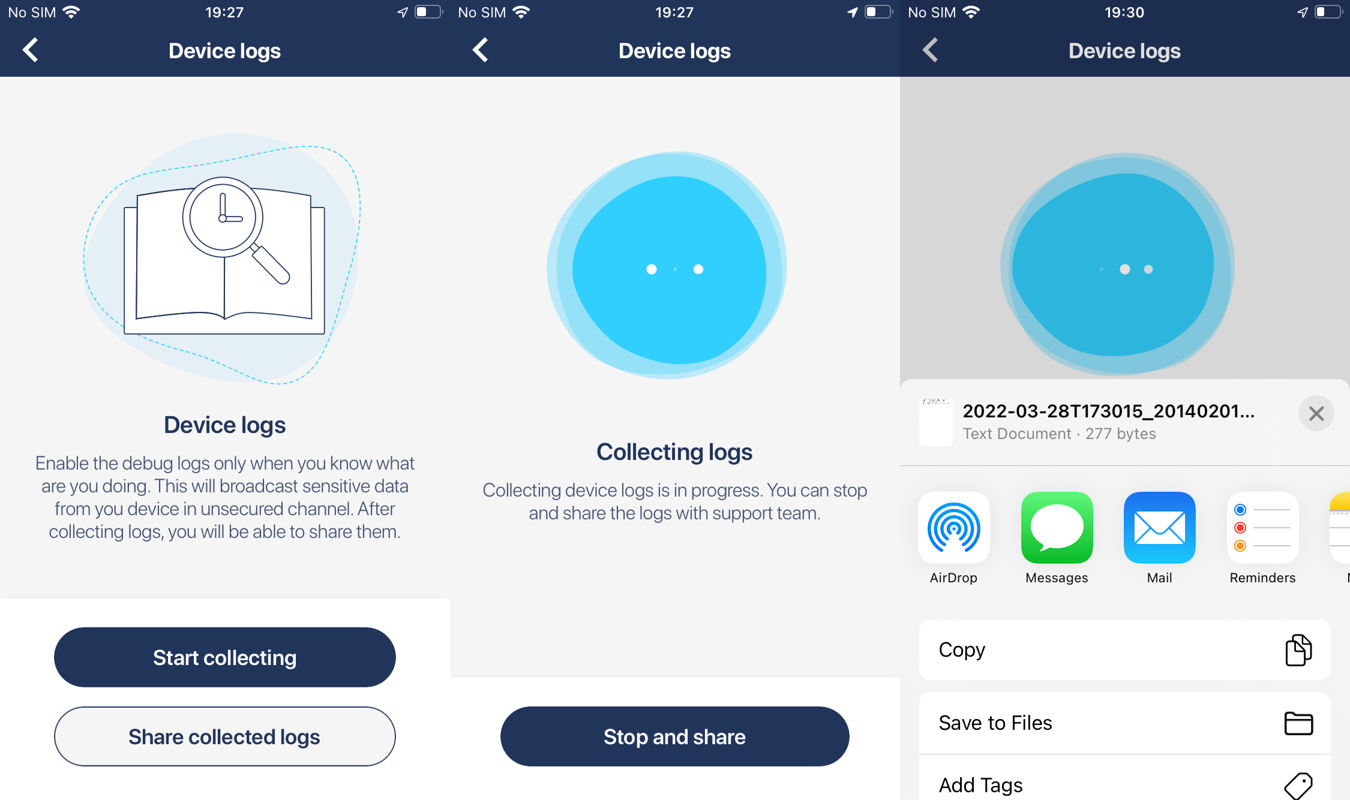 No SIM 19:27
Device logs
Device logs
Enable the debug logs only when you know what
are you doing. This will broadcast sensitive data
from you device in unsecured channel. After
collecting logs, you will be able to share them.
Start collecting
Share collected logs
No SIM 19:27
Device logs
Collecting logs
Collecting device logs is in progress. You can stop
and share the logs with support team.
Stop and share
No SIM 19:30
Device logs
2022-03-28T173015_20140201...
Text Document · 277 bytes
AirDrop
Messages
Mail
Reminders
Copy
Save to Files
Add Tags